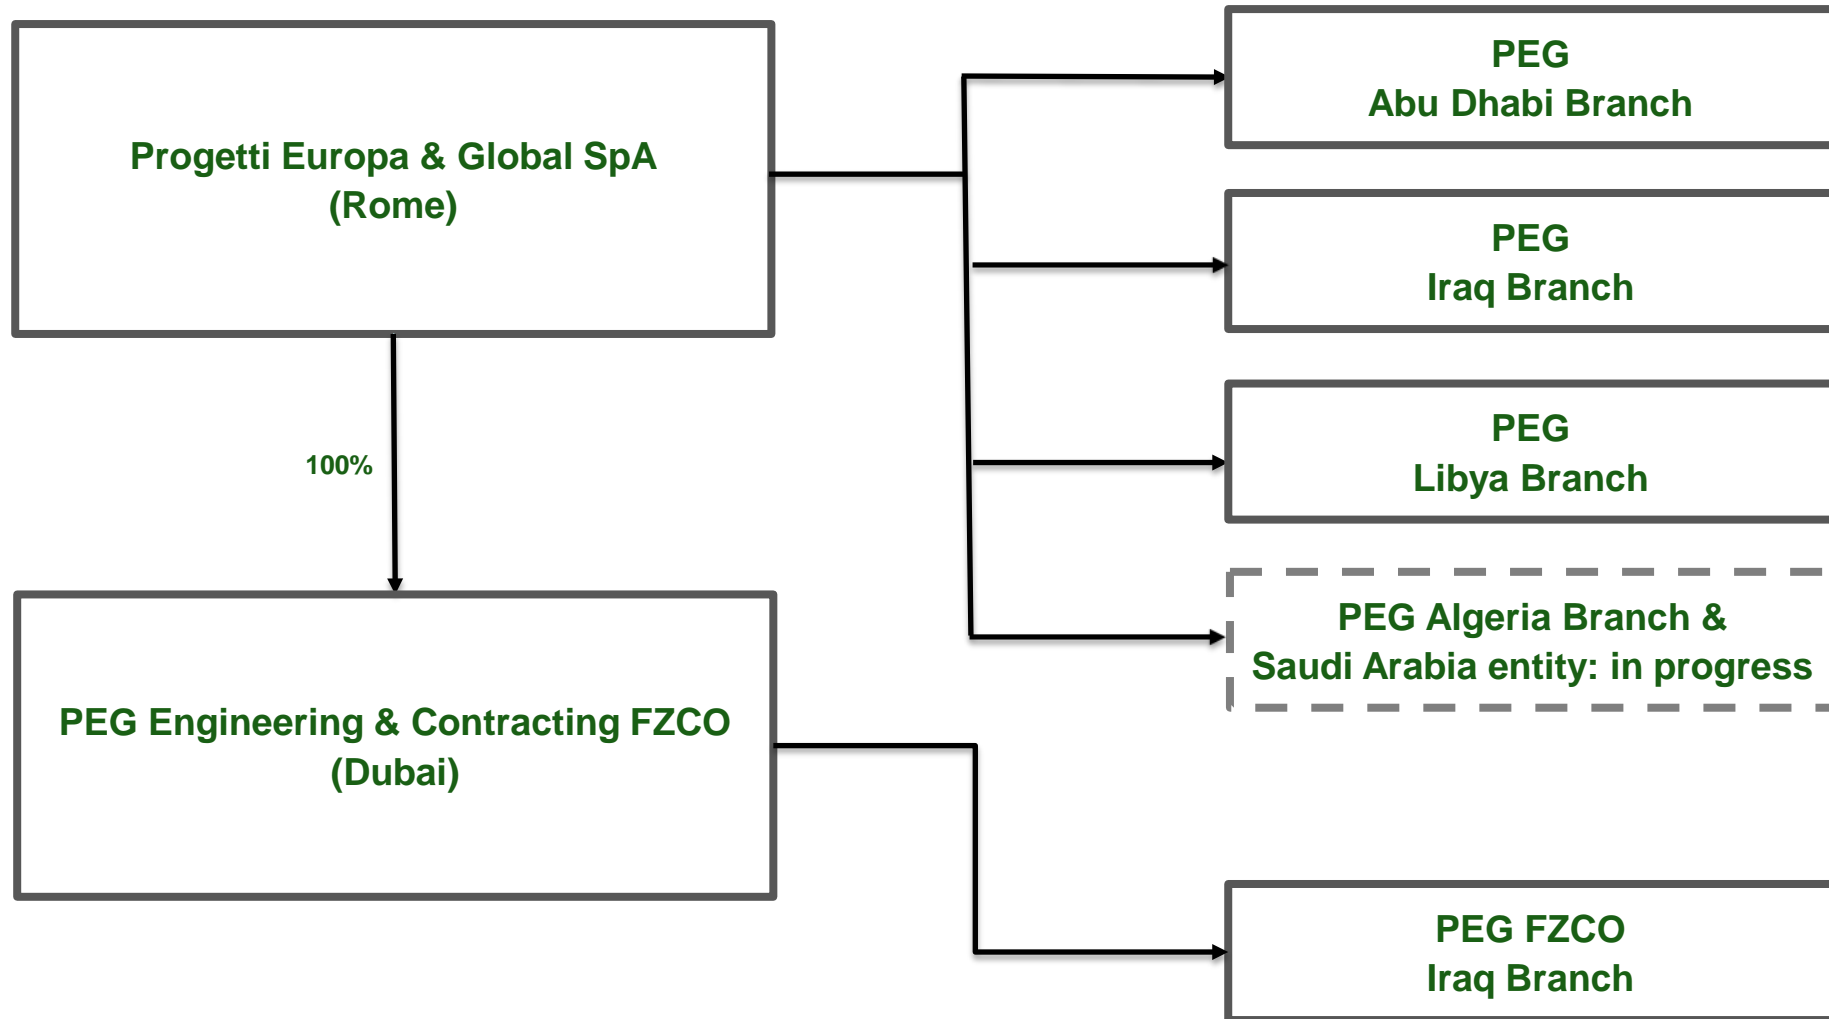 Progetti Europa & Global SpA
(Rome)
PEG
Abu Dhabi Branch
PEG
Iraq Branch
PEG
Libya Branch
100%
PEG Algeria Branch &
Saudi Arabia entity: in progress
PEG Engineering & Contracting FZCO
(Dubai)
PEG FZCO
Iraq Branch